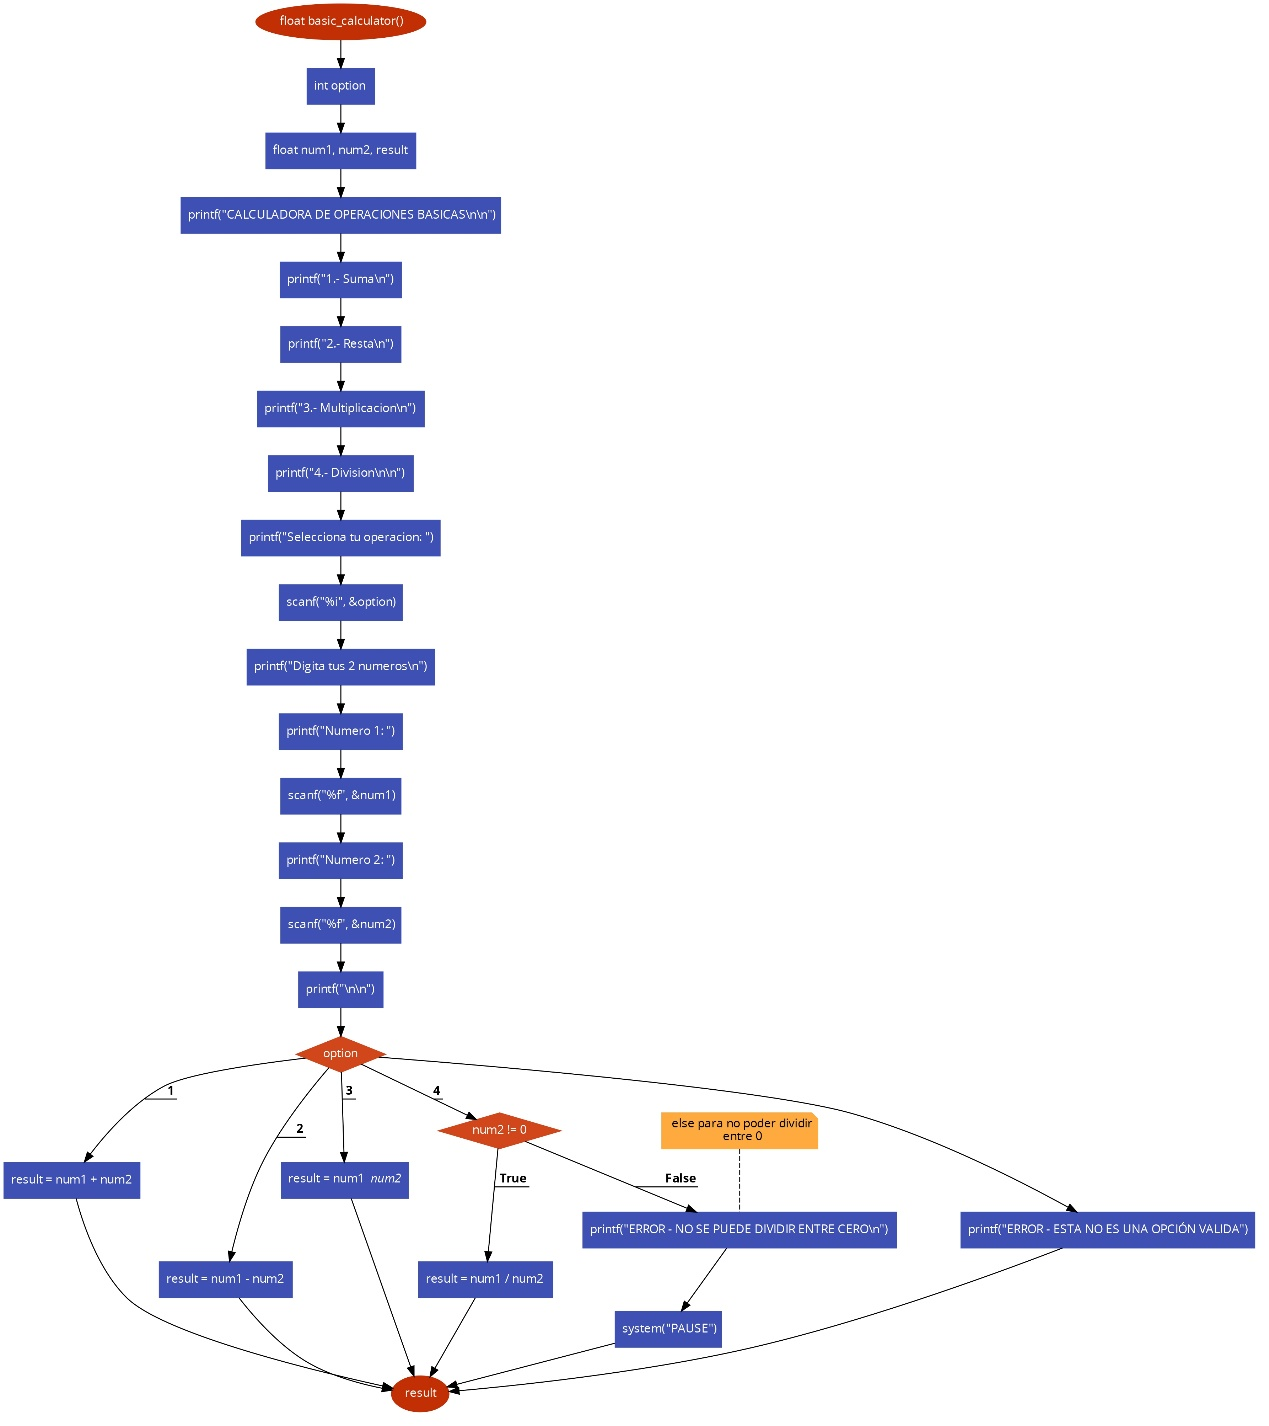 float basic_calculator()
int option
float num1, num2, result
printf("CALCULADORA DE OPERACIONES BASICAS\n\n")
printf("1.- Suma\n")
printf("2.- Resta\n")
printf("3.- Multiplicacion\n")
printf("4.- Division\n\n")
printf("Selecciona tu operacion: ")
scanf("%i", &option)
printf("Digita tus 2 numeros\n")
printf("Numero 1: ")
scanf("%f", &num1)
printf("Numero 2: ")
scanf("%f", &num2)
printf("\n\n")
option
1
2
3
4
num2 != 0
else para no poder dividir
entre 0
True
False
result = num1 + num2
result = num1 num2
printf("ERROR - NO SE PUEDE DIVIDIR ENTRE CERO\n")
printf("ERROR - ESTA NO ES UNA OPCIÓN VALIDA")
result = num1 - num2
result = num1 / num2
system("PAUSE")
result